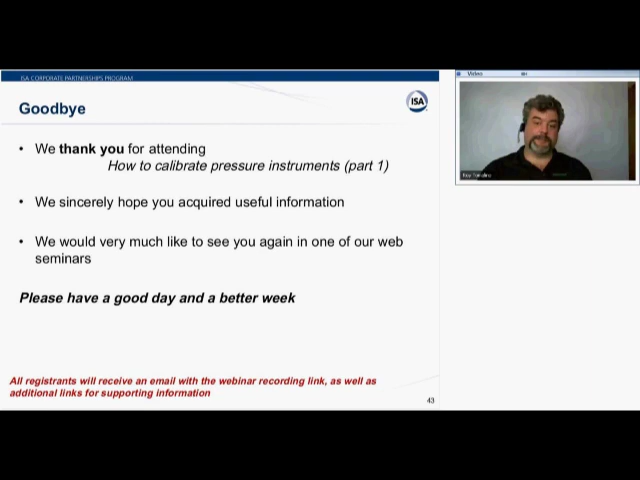 ISA CORPORATE PARTNERSHIPS PROGRAM
Video
Goodbye
ISA
• We thank you for attending
How to calibrate pressure instruments (part 1)
• We sincerely hope you acquired useful information
• We would very much like to see you again in one of our web
seminars
Please have a good day and a better week
All registrants will receive an email with the webinar recording link, as well as
additional links for supporting information
43